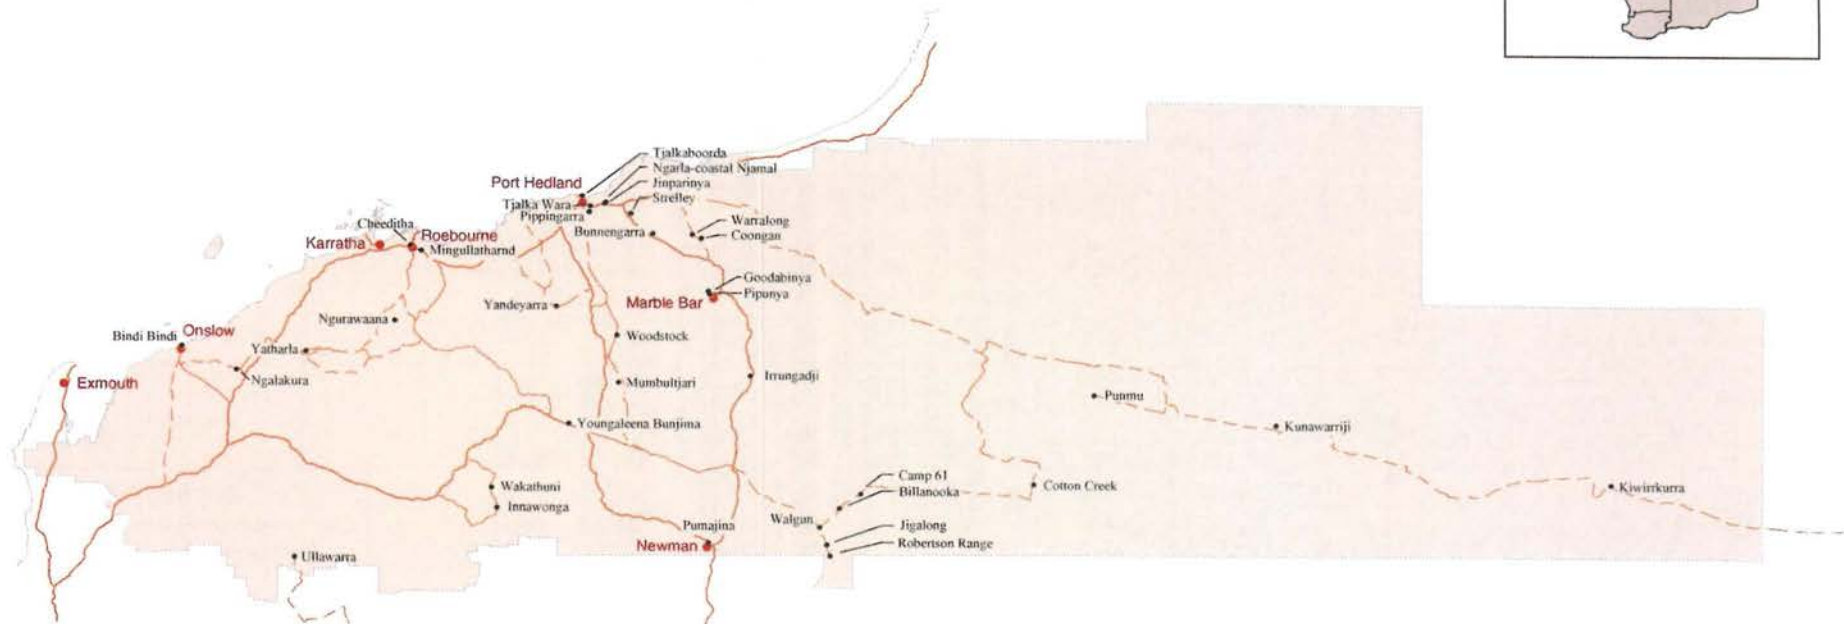 Tjalkaboorda
Ngarla-coastal Njamal
Port Hedland
Jinparinya
Strelley
Tjalka Wara
Pippingarra
Warralong
Cheeditha
Bunnengarra
Coongan
Karratha
Roebourne
Mingullatharnd
Goodabinya
Pipunya
Marble Bar
Yandeyarra
Ngurawaana
Bindi Bindi
Onslow
Woodstock
Yatharla
Exmouth
Ngalakura
Mumbultjari
Irrungadji
Punmu
Youngaleena Bunjima
Kunawarriji
Camp 61
Wakathuni
Billanooka
Cotton Creek
Kiwirrkurra
Innawonga
Walgun
Pumajina
Jigalong
Newman
Robertson Range
Ullawarra